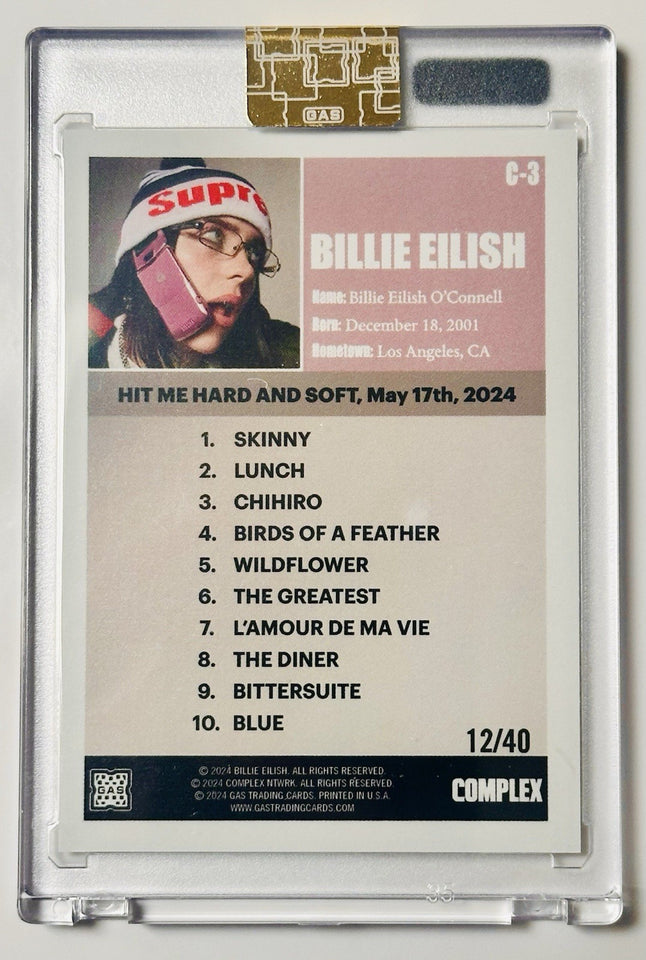 GAS
Supre
C-3
BILLIE EILISH
Name: Billie Eilish O'Connell
Born: December 18, 2001
Hometown: Los Angeles, CA
HIT ME HARD AND SOFT, May 17th, 2024
1. SKINNY
2. LUNCH
3. CHIHIRO
4. BIRDS OF A FEATHER
5. WILDFLOWER
6. THE GREATEST
7. L'AMOUR DE MA VIE
8. THE DINER
9. BITTERSUITE
10. BLUE
12/40
GAS
© 2024 BILLIE EILISH. ALL RIGHTS RESERVED.
© 2024 COMPLEX NTWRK. ALL RIGHTS RESERVED.
© 2024 GAS TRADING CARDS. PRINTED IN U.S.A.
WWW.GASTRADINGCARDS.COM
COMPLEX
35